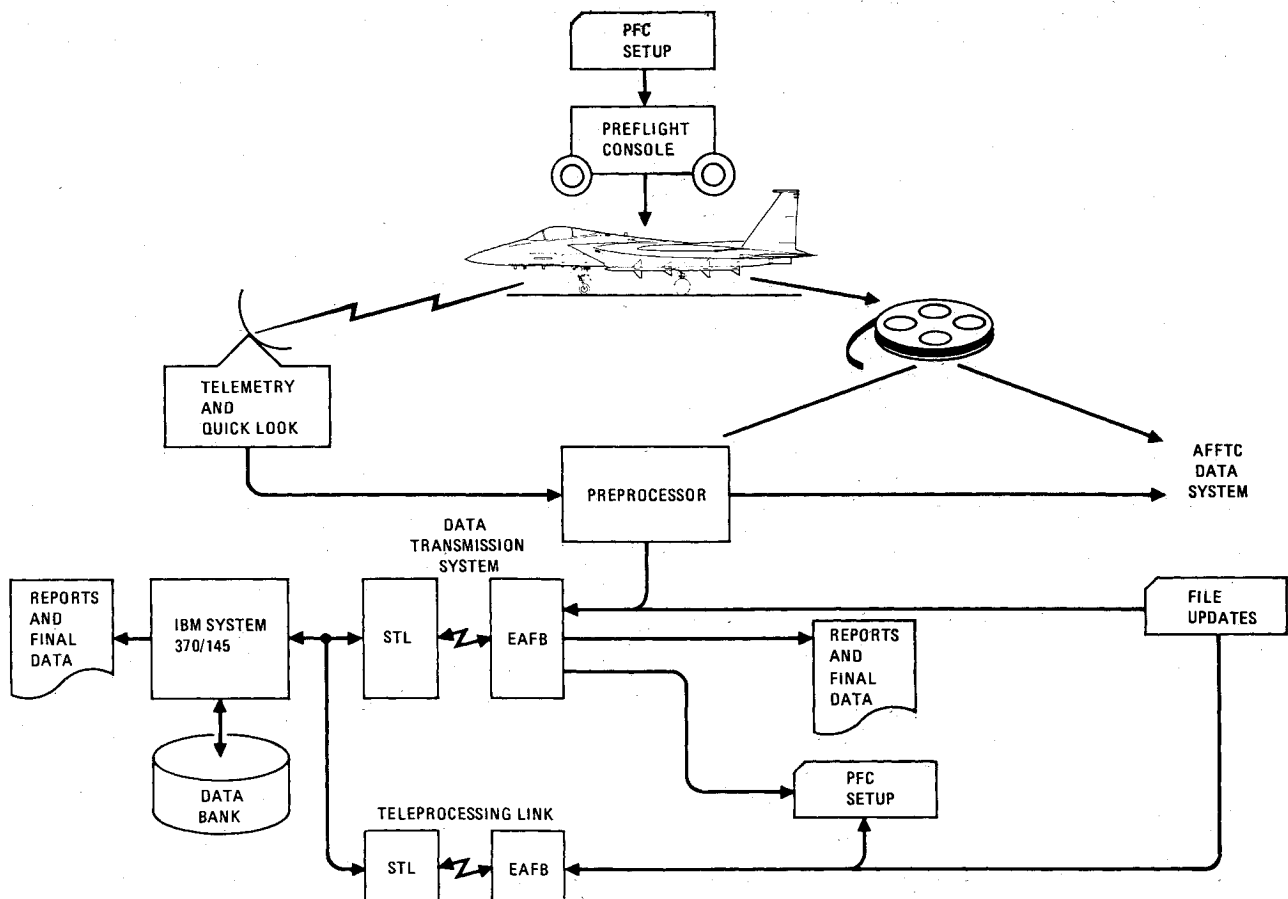 PFC
SETUP
PREFLIGHT
CONSOLE
TELEMETRY
AND
QUICK LOOK
PREPROCESSOR
AFFTC
DATA
SYSTEM
DATA
TRANSMISSION
SYSTEM
REPORTS
AND
FINAL
DATA
IBM SYSTEM
370/145
STL
EAFB
REPORTS
AND
FINAL
DATA
FILE
UPDATES
DATA
BANK
PFC
SETUP
TELEPROCESSING LINK
STL
EAFB